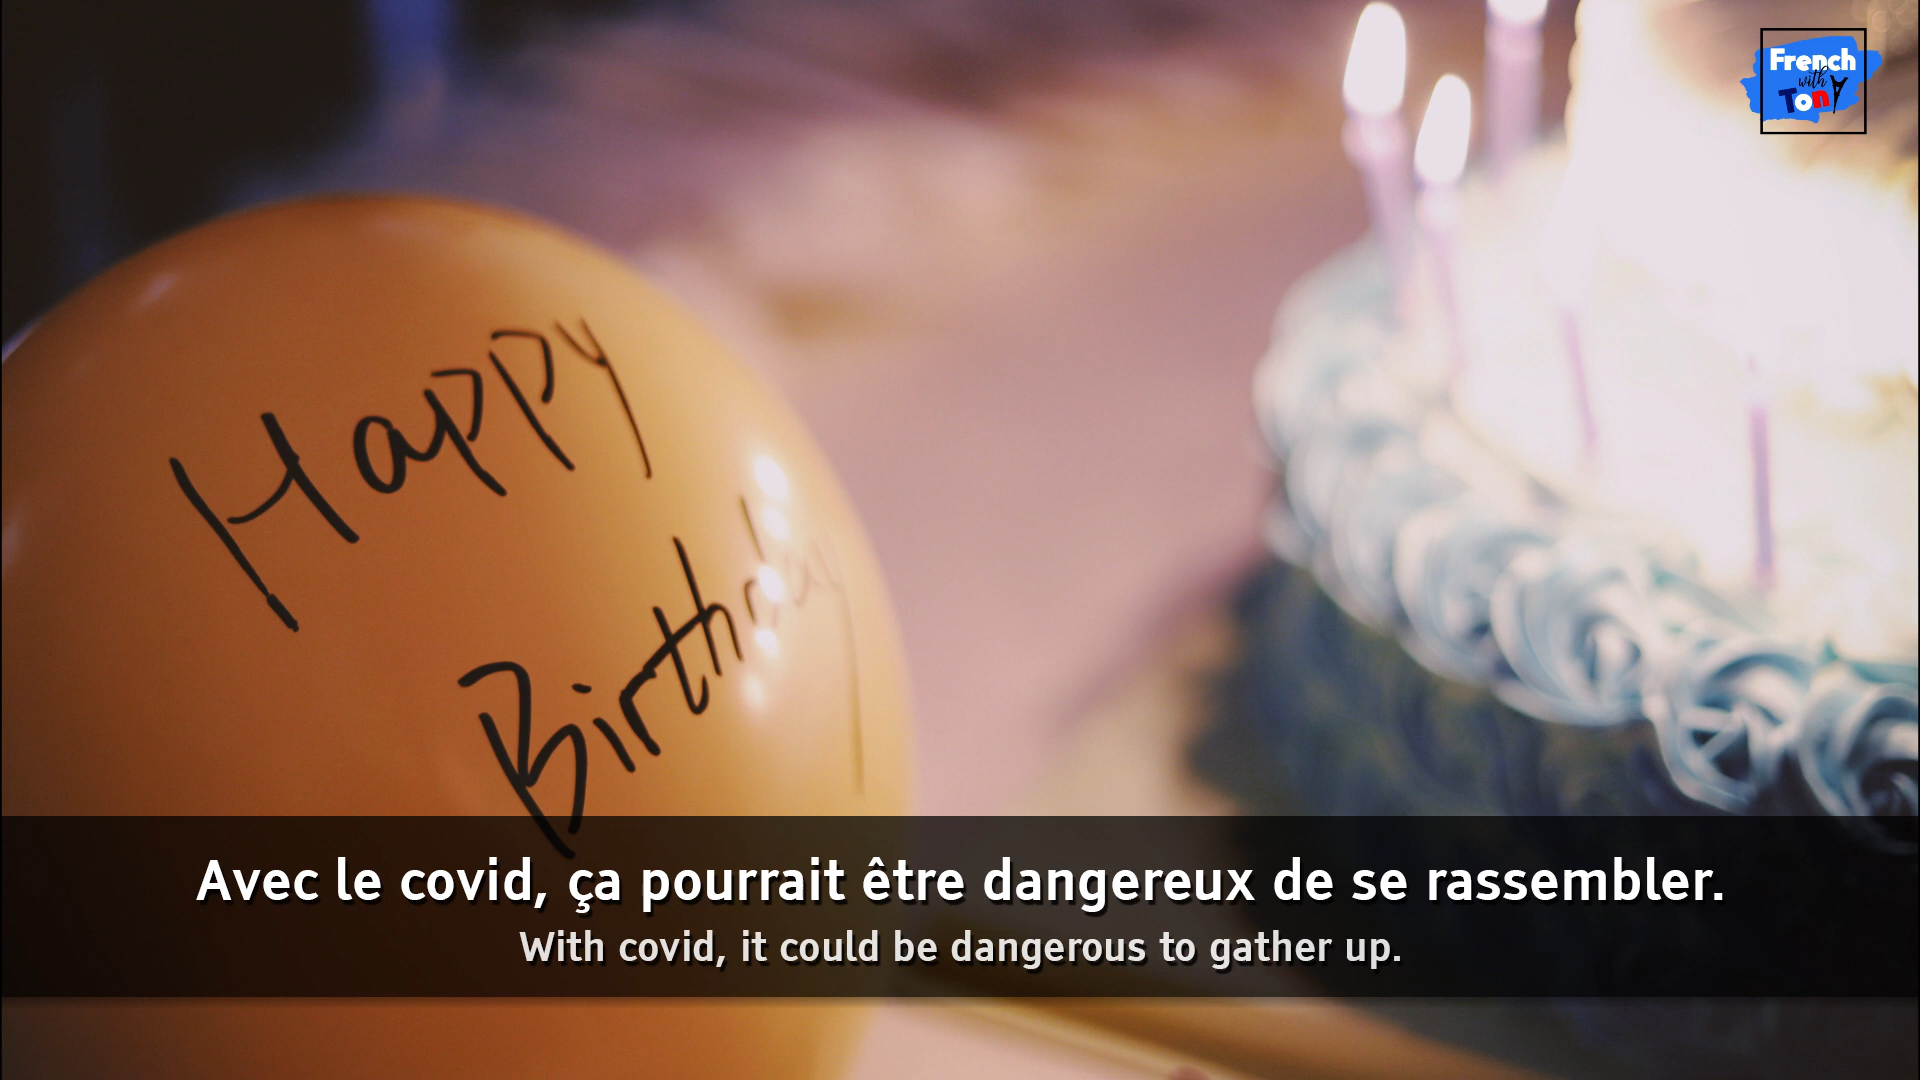 French
with
Tony
Happy
Birthday
Avec le covid, ça pourrait être dangereux de se rassembler.
With covid, it could be dangerous to gather up.